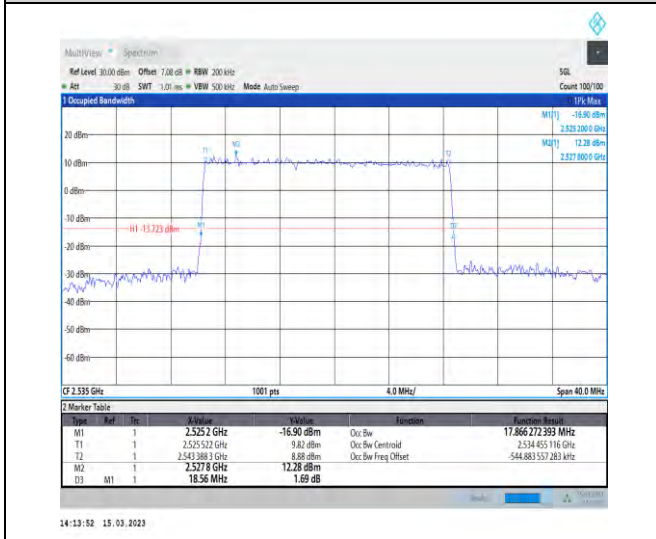 MultiView Spectrum
Ref Level 30.00 dBm Offset 7.00 dB RBW 200 kHz SGL
Att 30 dB SWT 1.01 ms VBW 500 kHz Mode Auto Sweep Count 100/100
1 Occupied Bandwidth 1Pk Max
M1[1] -16.90 dBm
2.525 200 0 GHz
M2[1] 12.28 dBm
2.527 800 0 GHz
20 dBm
T1 M2 T2
10 dBm
0 dBm
-10 dBm
H1 -13.723 dBm M1 D3
-20 dBm
-30 dBm
-40 dBm
-50 dBm
-60 dBm
CF 2.535 GHz 1001 pts 4.0 MHz/ Span 40.0 MHz
2 Marker Table
Type Ref Trc X-Value Y-Value Function Function Result
M1 1 2.525 2 GHz -16.90 dBm Occ Bw 17.866 272 393 MHz
T1 1 2.525 522 GHz 9.82 dBm Occ Bw Centroid 2.534 455 116 GHz
T2 1 2.543 388 3 GHz 8.88 dBm Occ Bw Freq Offset -544.883 557 283 kHz
M2 1 2.527 8 GHz 12.28 dBm
D3 M1 1 18.56 MHz 1.69 dB
14:13:52 15.03.2023